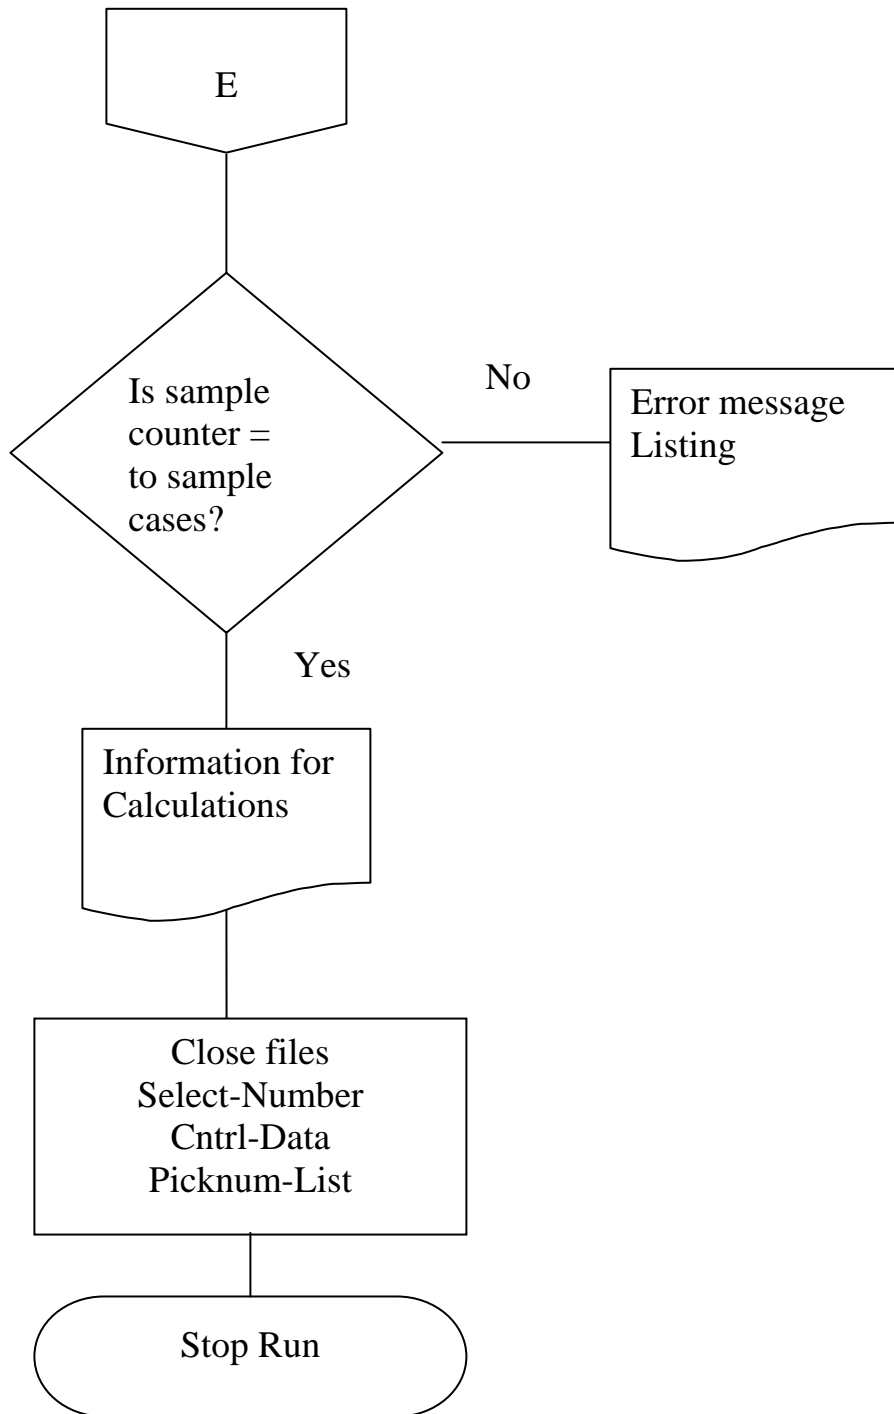 E
Is sample
counter =
to sample
cases?
No
Error message
Listing
Yes
Information for
Calculations
Close files
Select-Number
Cntrl-Data
Picknum-List
Stop Run